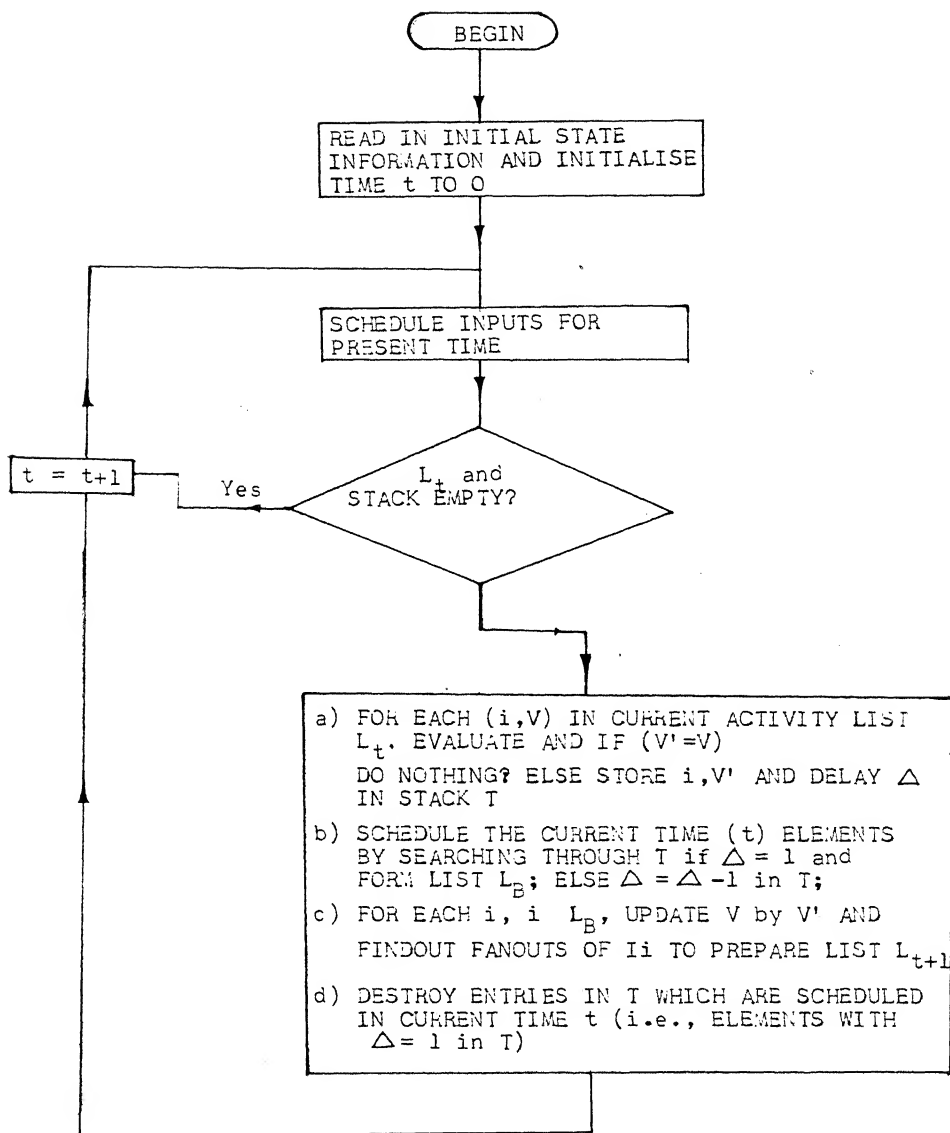 BEGIN
READ IN INITIAL STATE
INFORMATION AND INITIALISE
TIME t TO 0
SCHEDULE INPUTS FOR
PRESENT TIME
t = t+1
Yes
L_t and
STACK EMPTY?
a) FOR EACH (i,V) IN CURRENT ACTIVITY LIST
L_t. EVALUATE AND IF (V'=V)
DO NOTHING? ELSE STORE i,V' AND DELAY Δ
IN STACK T
b) SCHEDULE THE CURRENT TIME (t) ELEMENTS
BY SEARCHING THROUGH T if Δ = 1 and
FORM LIST L_B; ELSE Δ = Δ -1 in T;
c) FOR EACH i, i L_B, UPDATE V by V' AND
FINDOUT FANOUTS OF Ii TO PREPARE LIST L_t+1
d) DESTROY ENTRIES IN T WHICH ARE SCHEDULED
IN CURRENT TIME t (i.e., ELEMENTS WITH
Δ= 1 in T)